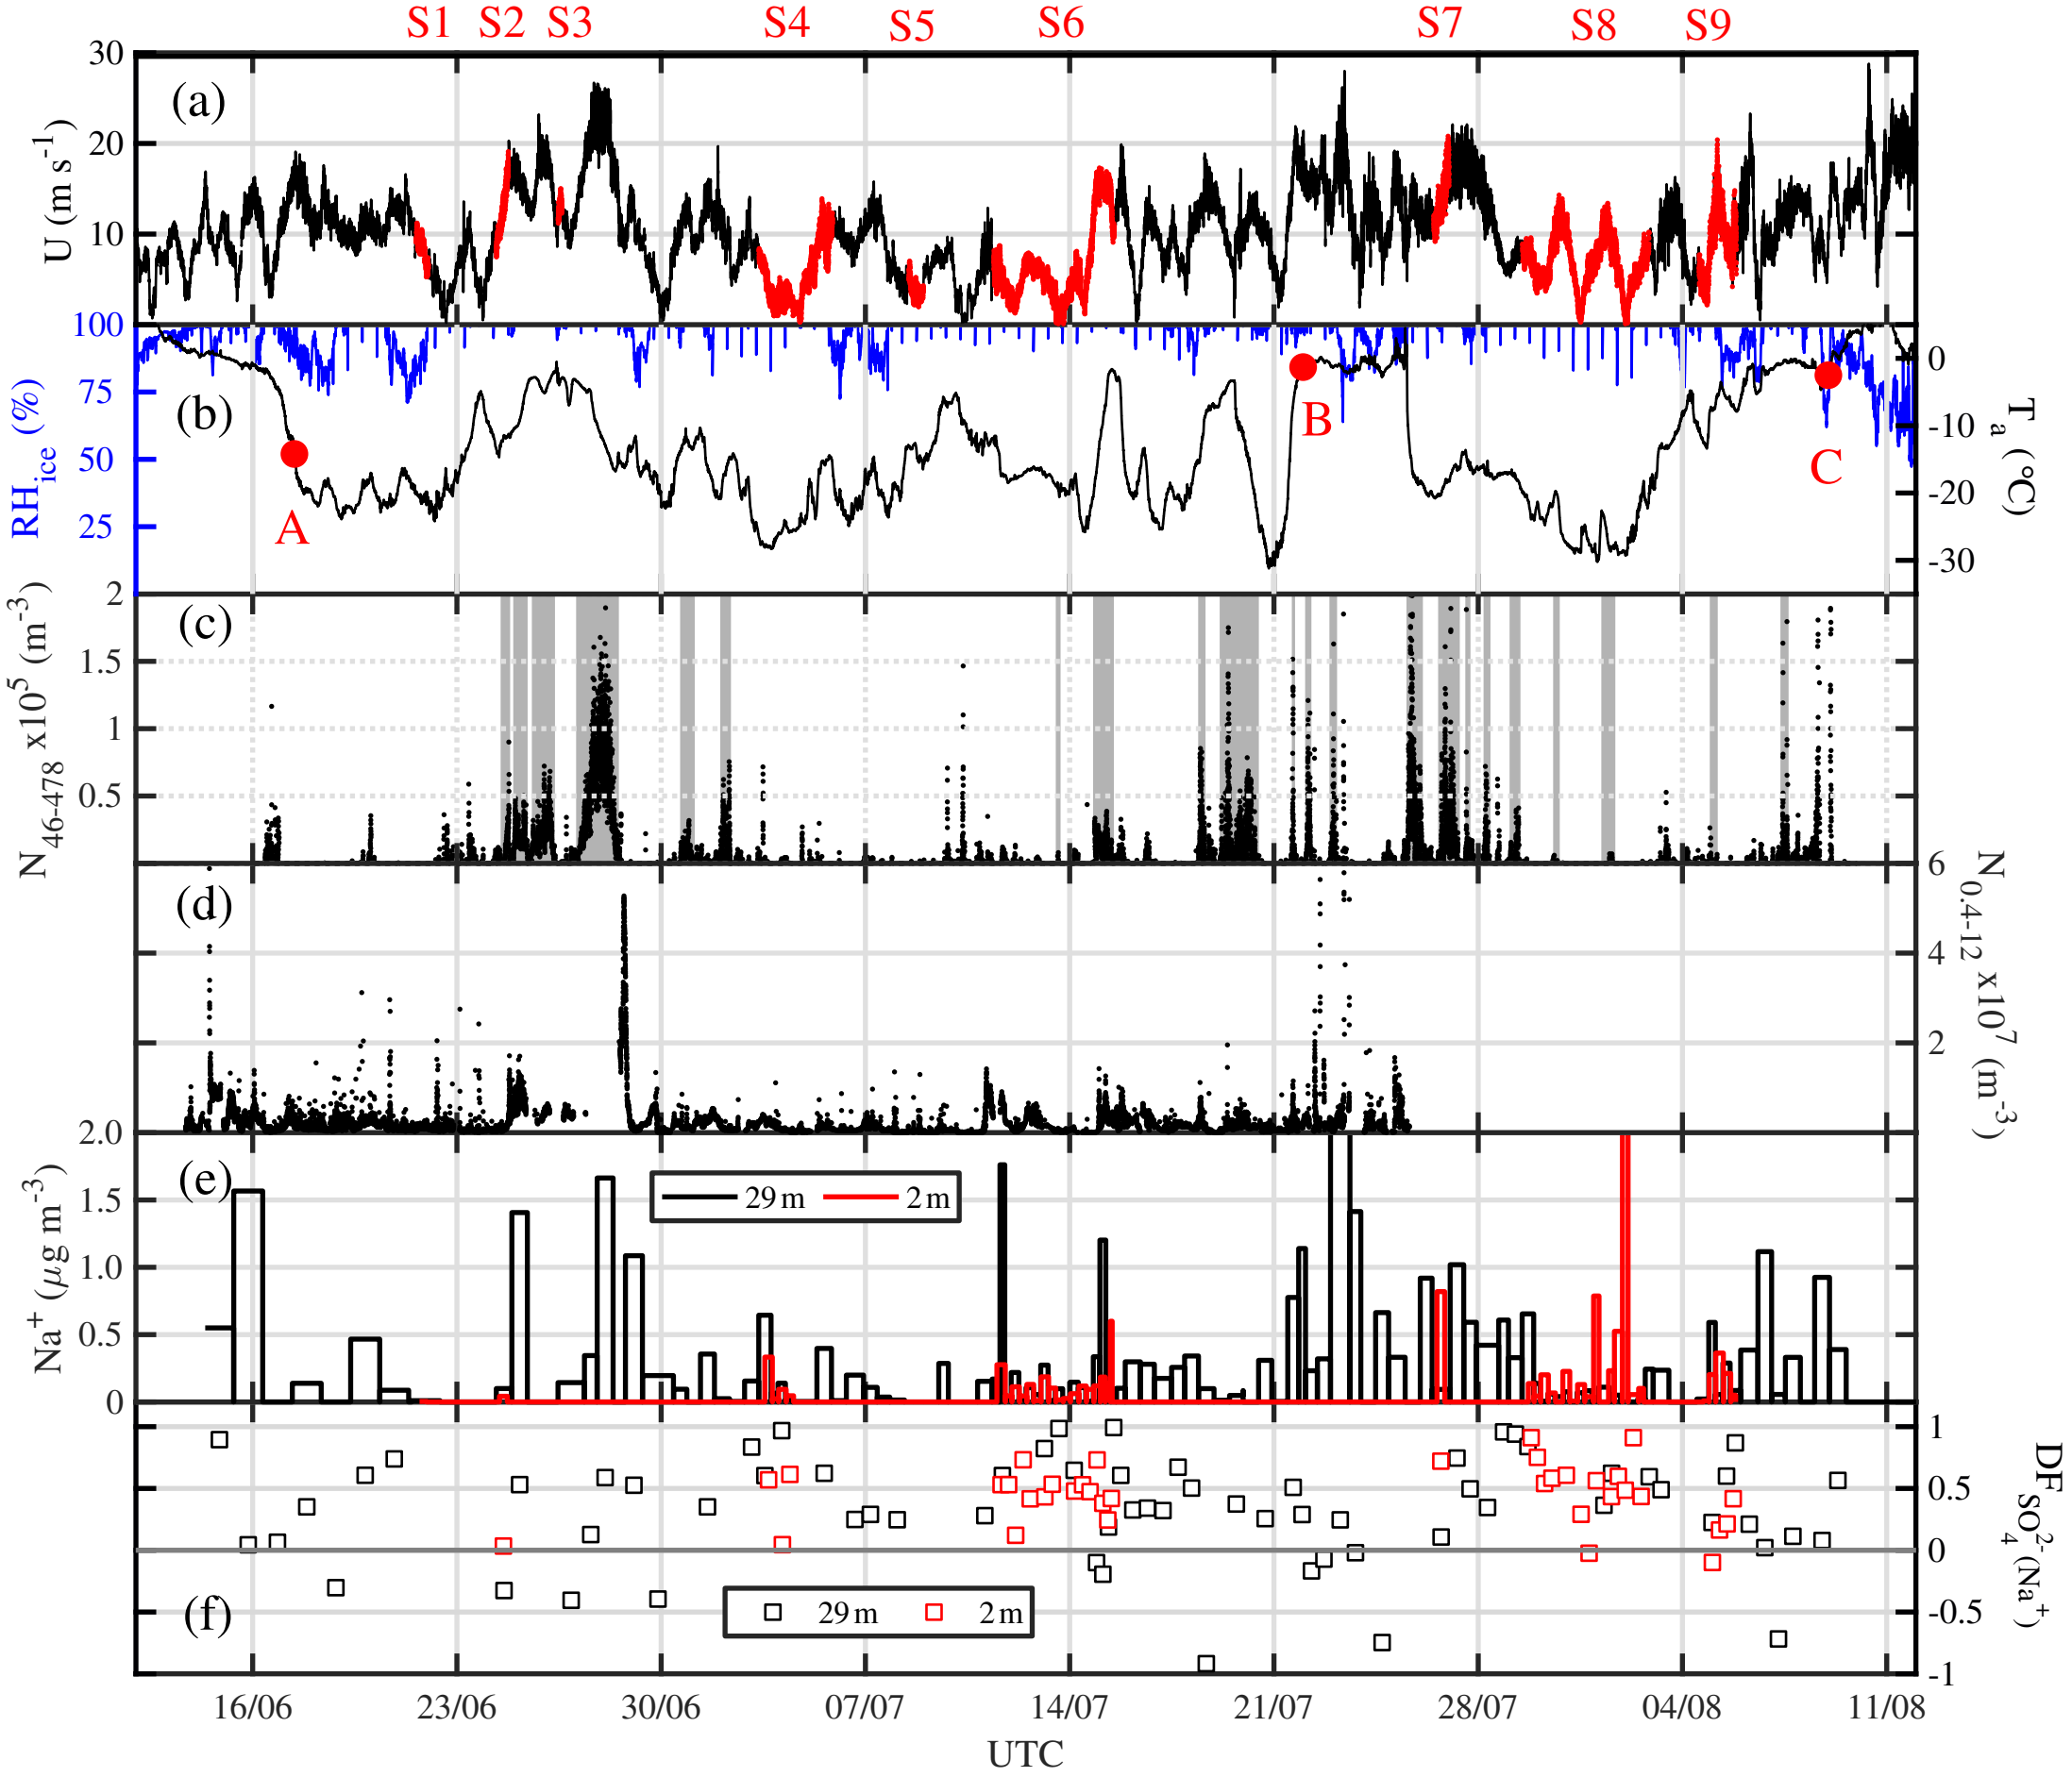 S1 S2 S3 S4 S5 S6 S7 S8 S9
(a)
U (m s-1)
30
20
10
(b)
RHice (%)
100
75
50
25
Ta (°C)
0
-10
-20
-30
A
B
C
(c)
N46-478 x105 (m-3)
2
1.5
1
0.5
(d)
N0.4-12 x107 (m-3)
6
4
2
(e)
Na+ (μg m-3)
2.0
1.5
1.0
0.5
0
29 m 2 m
(f)
DFSO42-(Na+)
1
0.5
0
-0.5
-1
29 m 2 m
16/06 23/06 30/06 07/07 14/07 21/07 28/07 04/08 11/08
UTC